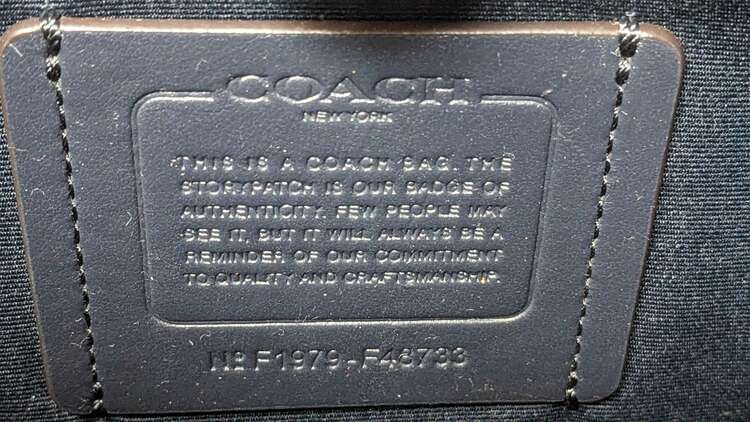 COACH
NEW YORK
THIS IS A COACH BAG. THE
STORYPATCH IS OUR BADGE OF
AUTHENTICITY. FEW PEOPLE MAY
SEE IT, BUT IT WILL ALWAYS BE A
REMINDER OF OUR COMMITMENT
TO QUALITY AND CRAFTSMANSHIP.
Nº F1979-F48733